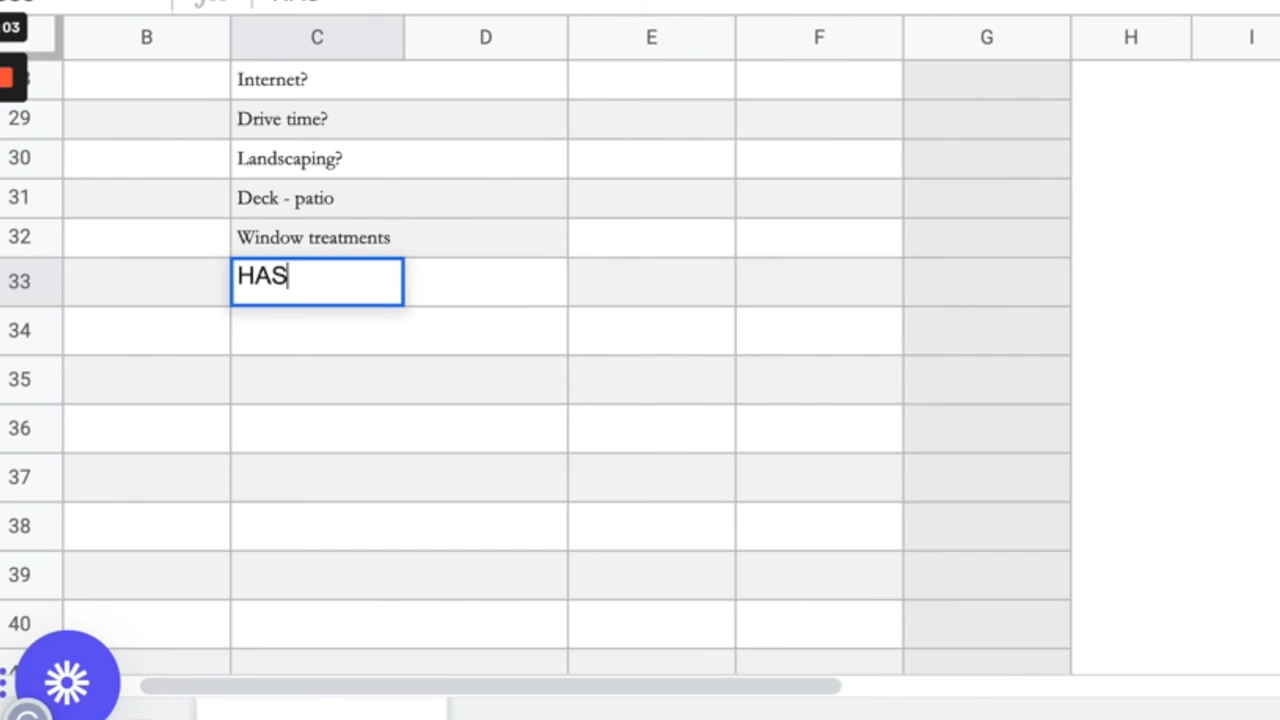 :03
B C D E F G H I
Internet?
29 Drive time?
30 Landscaping?
31 Deck - patio
32 Window treatments
33 HAS
34
35
36
37
38
39
40